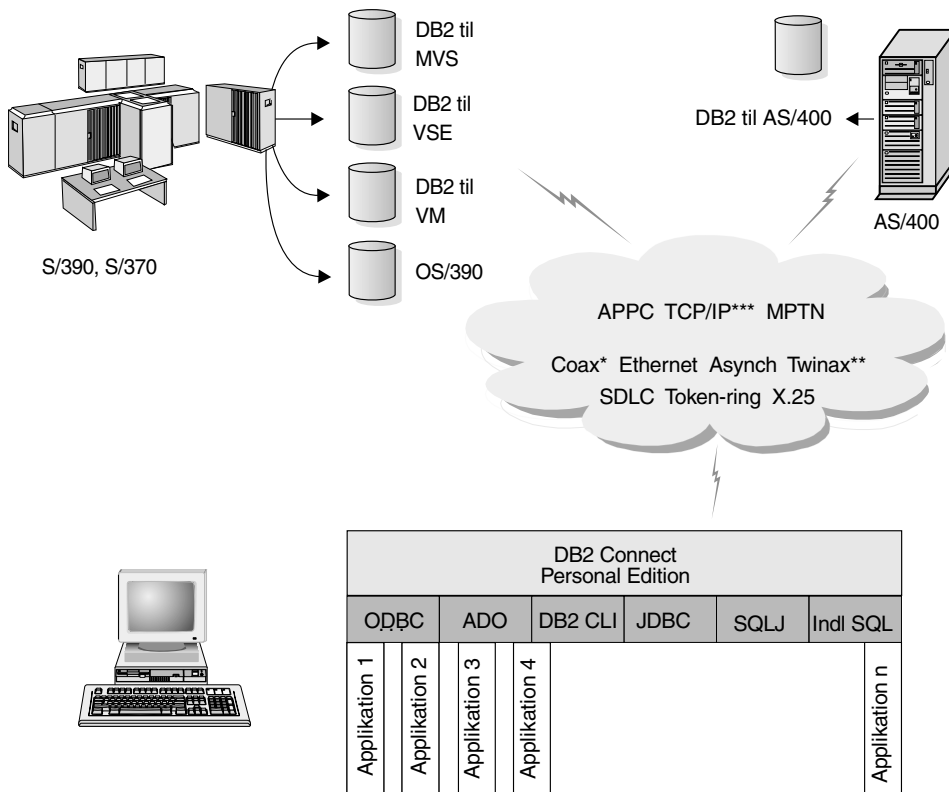 DB2 til
MVS
DB2 til
VSE
DB2 til
VM
OS/390
S/390, S/370
DB2 til AS/400
AS/400
APPC TCP/IP*** MPTN
Coax* Ethernet Asynch Twinax**
SDLC Token-ring X.25
DB2 Connect
Personal Edition
ODBC ADO DB2 CLI JDBC SQLJ Indl SQL
Applikation 1
Applikation 2
Applikation 3
Applikation 4
...
Applikation n